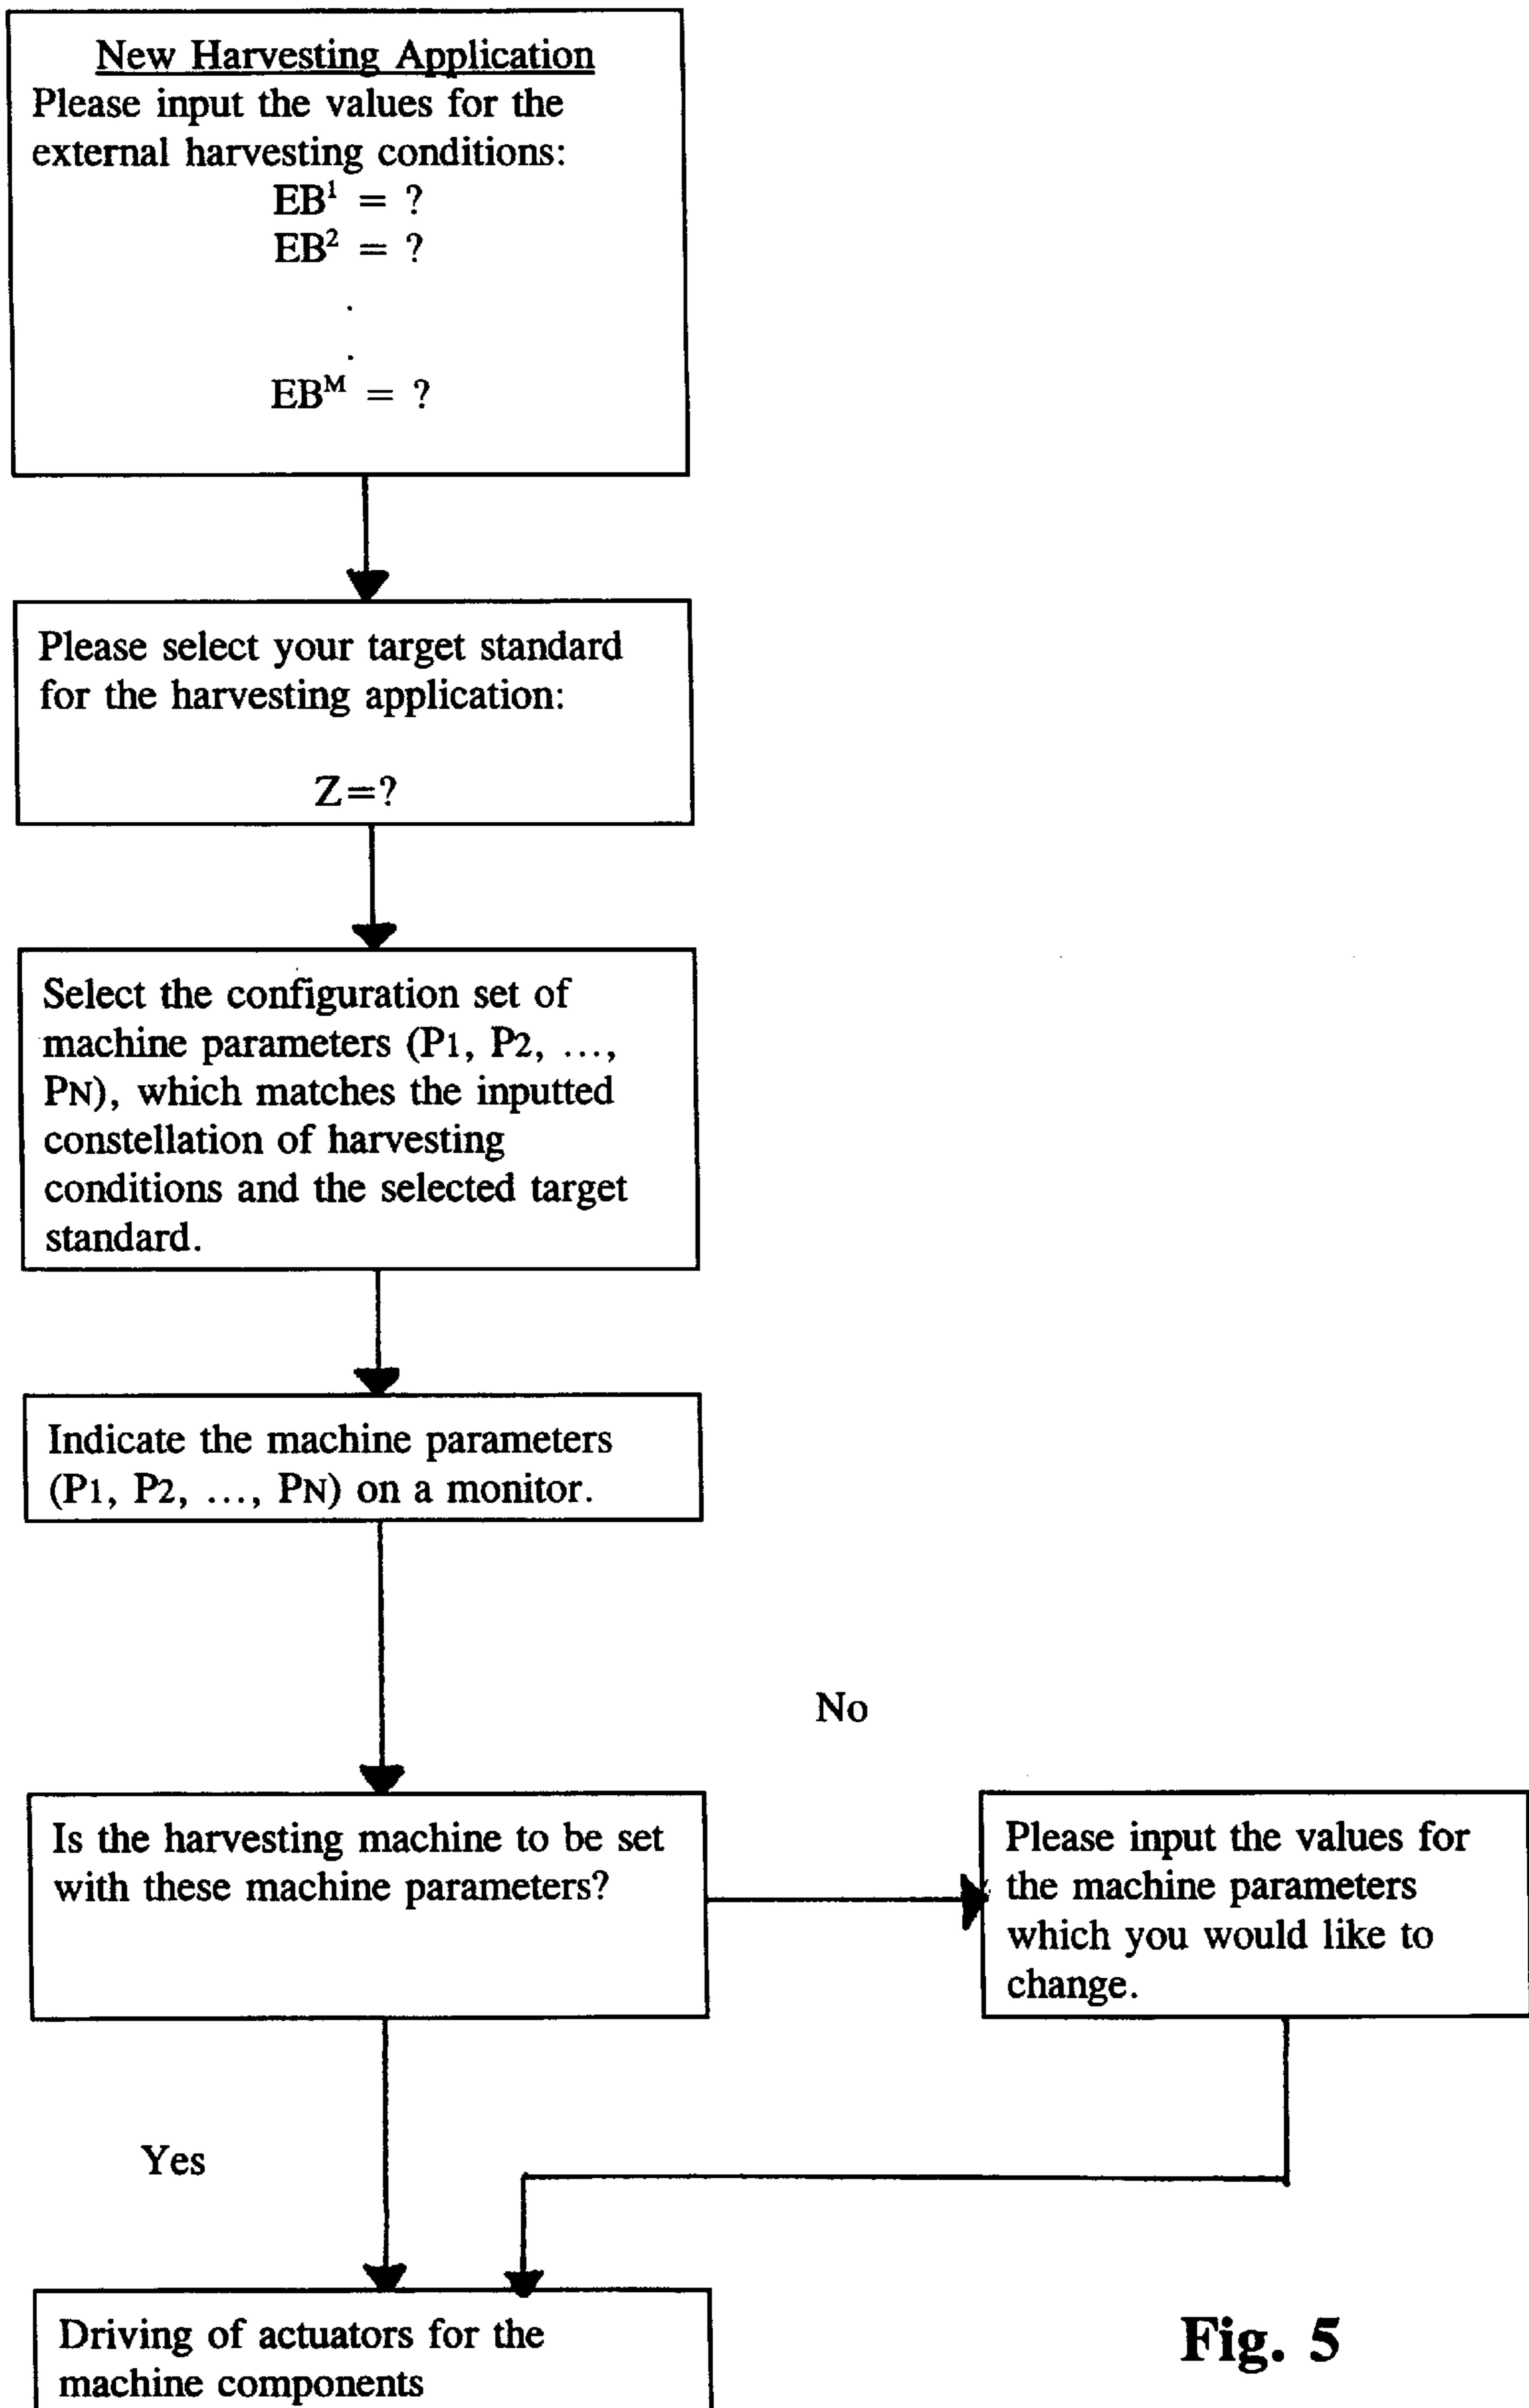 New Harvesting Application
Please input the values for the
external harvesting conditions:
EB¹ = ?
EB² = ?
.
.
EBᴹ = ?
Please select your target standard
for the harvesting application:
Z=?
Select the configuration set of
machine parameters (P1, P2, ...,
PN), which matches the inputted
constellation of harvesting
conditions and the selected target
standard.
Indicate the machine parameters
(P1, P2, ..., PN) on a monitor.
No
Is the harvesting machine to be set
with these machine parameters?
Please input the values for
the machine parameters
which you would like to
change.
Yes
Driving of actuators for the
machine components
Fig. 5